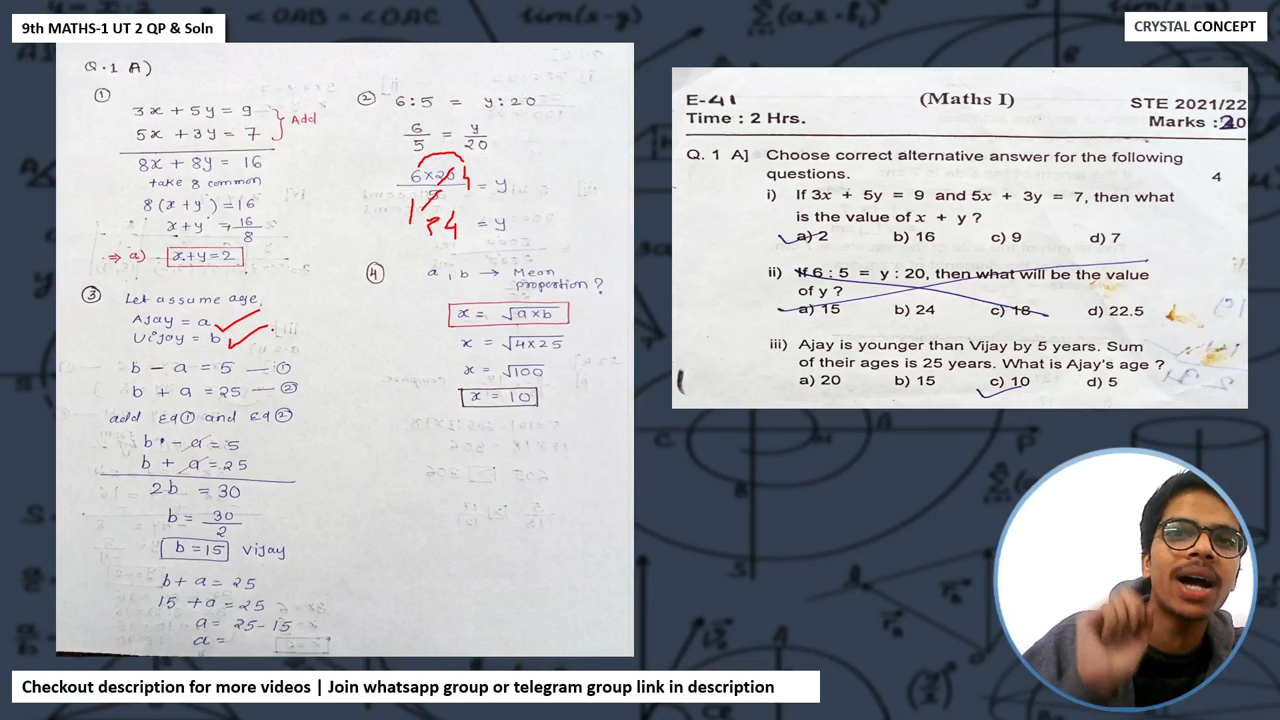 9th MATHS-1 UT 2 QP & Soln
CRYSTAL CONCEPT
Q.1 A)
①
3x + 5y = 9
5x + 3y = 7
Add
8x + 8y = 16
take 8 common
8(x+y) = 16
x+y = 16/8
⇒ a) x+y=2
②
6:5 = y:20
6/5 = y/20
6×20/5 = y
24 = y
③
Let assume age,
Ajay = a
Vijay = b
b - a = 5 — ①
b + a = 25 — ②
add Eq① and Eq②
b - a = 5
b + a = 25
2b = 30
b = 30/2
b = 15 Vijay
b + a = 25
15 + a = 25
a = 25 - 15
a =
④
a, b → Mean
propertion?
x = √a×b
x = √4×25
x = √100
x = 10
E-41
(Maths I)
STE 2021/22
Time : 2 Hrs.
Marks : 20
Q. 1 A] Choose correct alternative answer for the following
questions.
4
i) If 3x + 5y = 9 and 5x + 3y = 7, then what
is the value of x + y ?
a) 2 b) 16 c) 9 d) 7
ii) If 6 : 5 = y : 20, then what will be the value
of y ?
a) 15 b) 24 c) 18 d) 22.5
iii) Ajay is younger than Vijay by 5 years. Sum
of their ages is 25 years. What is Ajay's age ?
a) 20 b) 15 c) 10 d) 5
Checkout description for more videos | Join whatsapp group or telegram group link in description